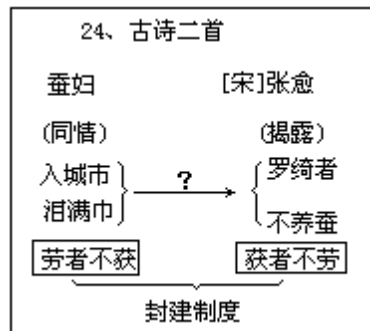 24、古诗二首
蚕妇 [宋]张愈
(同情) (揭露)
入城市 ? 罗绮者
泪满巾 不养蚕
劳者不获 获者不劳
封建制度